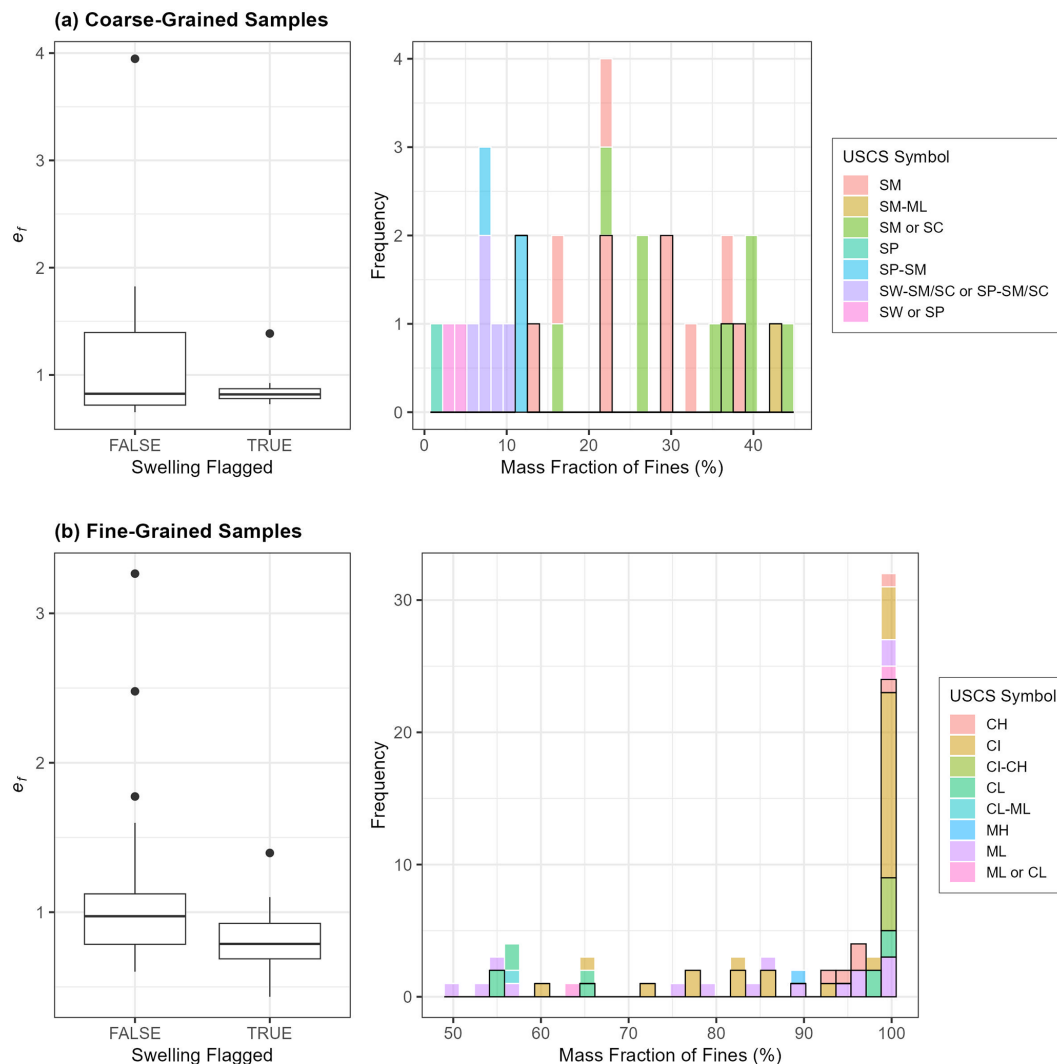 (a) Coarse-Grained Samples
4
3
2
1
e_f
FALSE TRUE
Swelling Flagged
4
3
2
1
0
Frequency
0 10 20 30 40
Mass Fraction of Fines (%)
USCS Symbol
SM
SM-ML
SM or SC
SP
SP-SM
SW-SM/SC or SP-SM/SC
SW or SP
(b) Fine-Grained Samples
3
2
1
e_f
FALSE TRUE
Swelling Flagged
30
20
10
0
Frequency
50 60 70 80 90 100
Mass Fraction of Fines (%)
USCS Symbol
CH
CI
CI-CH
CL
CL-ML
MH
ML
ML or CL